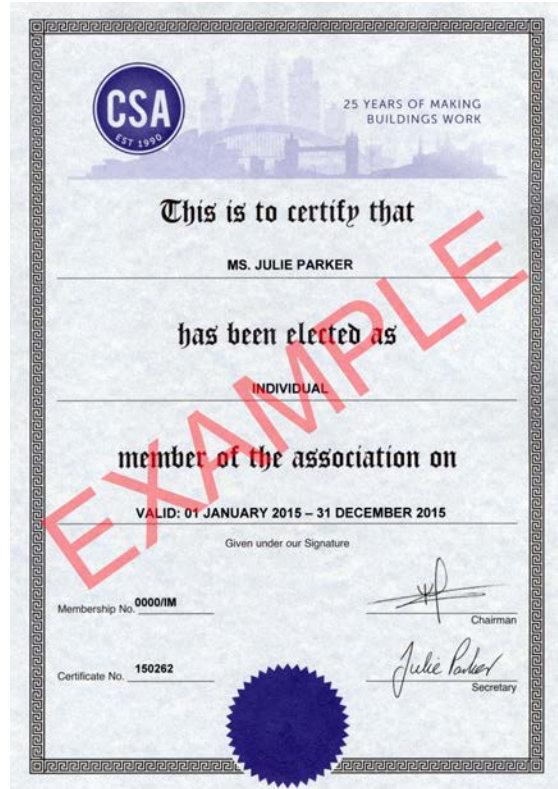 CSA
EST 1990
25 YEARS OF MAKING
BUILDINGS WORK
This is to certify that
MS. JULIE PARKER
has been elected as
INDIVIDUAL
member of the association on
VALID: 01 JANUARY 2015 – 31 DECEMBER 2015
Given under our Signature
Membership No. 0000/IM
Chairman
Certificate No. 150262
Julie Parker
Secretary
EXAMPLE